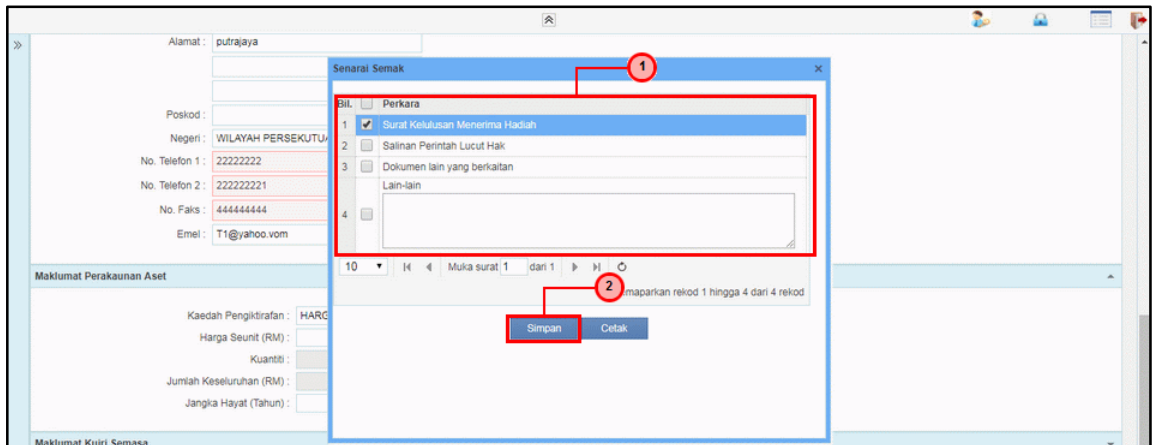 Alamat : putrajaya
Poskod :
Negeri : WILAYAH PERSEKUTUA
No. Telefon 1 : 22222222
No. Telefon 2 : 222222221
No. Faks : 444444444
Emel : T1@yahoo.vom
Maklumat Perakaunan Aset
Kaedah Pengiktirafan : HARG
Harga Seunit (RM) :
Kuantiti :
Jumlah Keseluruhan (RM) :
Jangka Hayat (Tahun) :
Maklumat Kuiri Semasa
Senarai Semak
1
Bil. Perkara
1 Surat Kelulusan Menerima Hadiah
2 Salinan Perintah Lucut Hak
3 Dokumen lain yang berkaitan
Lain-lain
4
10 Muka surat 1 dari 1
2
maparkan rekod 1 hingga 4 dari 4 rekod
Simpan Cetak